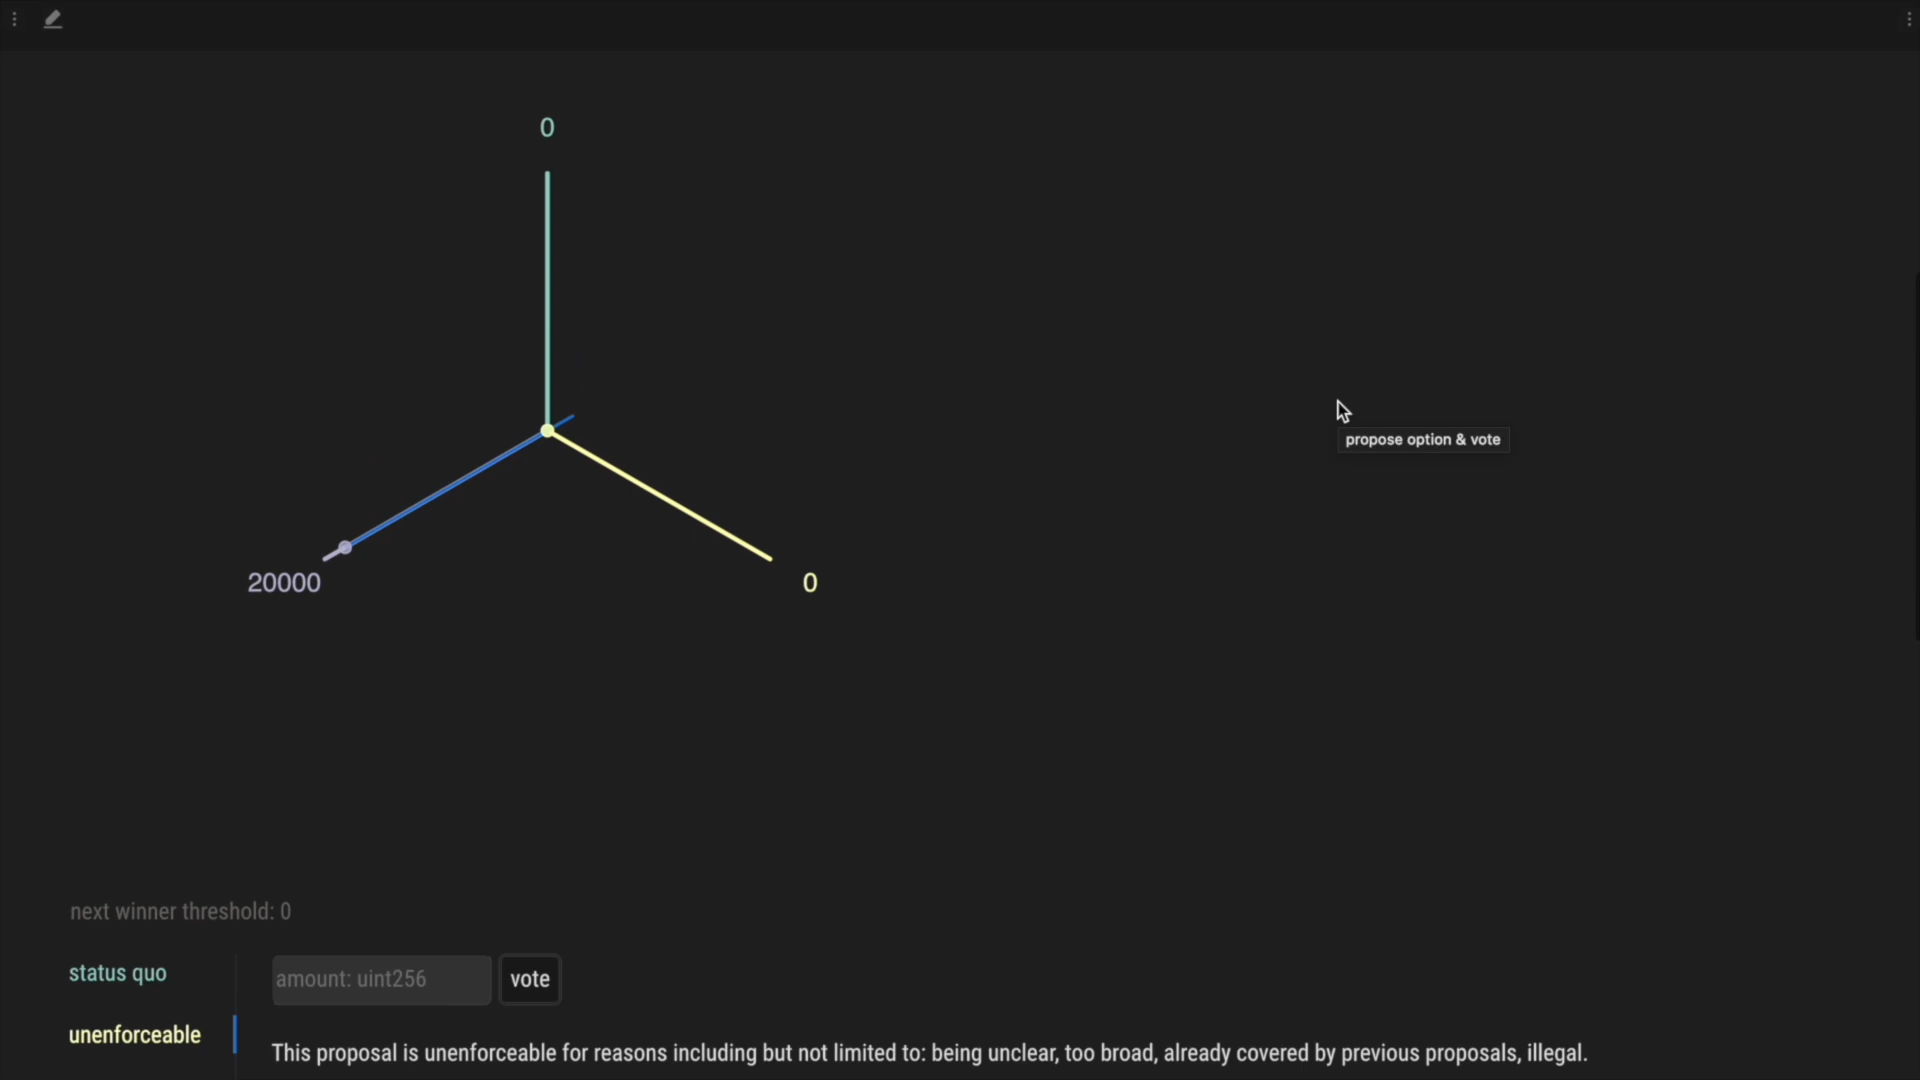 0
propose option & vote
20000
0
next winner threshold: 0
status quo
amount: uint256
vote
unenforceable
This proposal is unenforceable for reasons including but not limited to: being unclear, too broad, already covered by previous proposals, illegal.